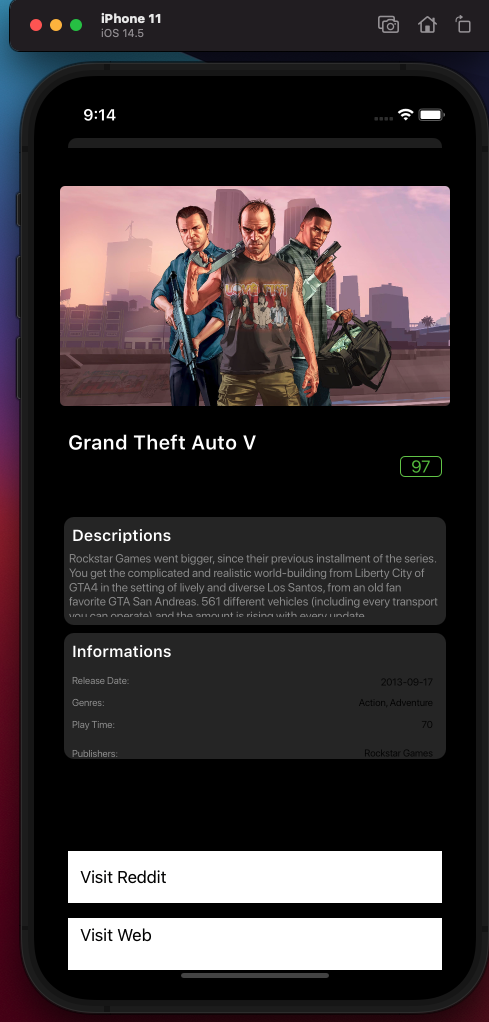 iPhone 11
iOS 14.5
9:14
Grand Theft Auto V
97
Descriptions
Rockstar Games went bigger, since their previous installment of the series.
You get the complicated and realistic world-building from Liberty City of
GTA4 in the setting of lively and diverse Los Santos, from an old fan
favorite GTA San Andreas. 561 different vehicles (including every transport
you can operate) and the amount is rising with every update.
Informations
Release Date: 2013-09-17
Genres: Action, Adventure
Play Time: 70
Publishers: Rockstar Games
Visit Reddit
Visit Web